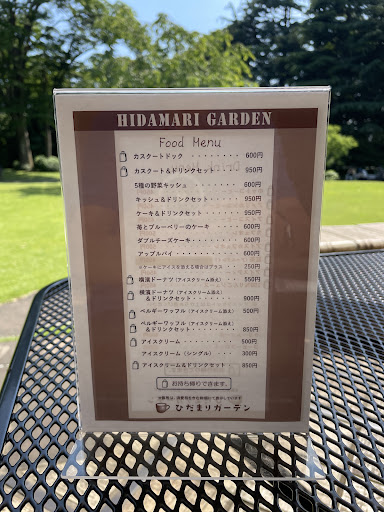 HIDAMARI GARDEN
Food Menu
カスクートドック ・・・・・・・・ 600円
カスクート&ドリンクセット ・・・ 950円
5種の野菜キッシュ ・・・・・・・ 600円
キッシュ&ドリンクセット・・・・・ 950円
ケーキ&ドリンクセット・・・・・・ 950円
苺とブルーベリーのケーキ ・・・・ 600円
ダブルチーズケーキ・・・・・・・・ 600円
アップルパイ ・・・・・・・・・・ 600円
※ケーキにアイスを添える場合はプラス ・・ 250円
横濱ドーナツ（アイスクリーム添え） 550円
横濱ドーナツ（アイスクリーム添え）
&ドリンクセット ・・・・・・ 900円
ベルギーワッフル（アイスクリーム添え） 500円
ベルギーワッフル（アイスクリーム添え）
&ドリンクセット・・・・・・ 850円
アイスクリーム・・・・・・・・・ 500円
アイスクリーム（シングル） ・・・ 300円
アイスクリーム&ドリンクセット ・ 850円
お持ち帰りできます。
ひだまりガーデン